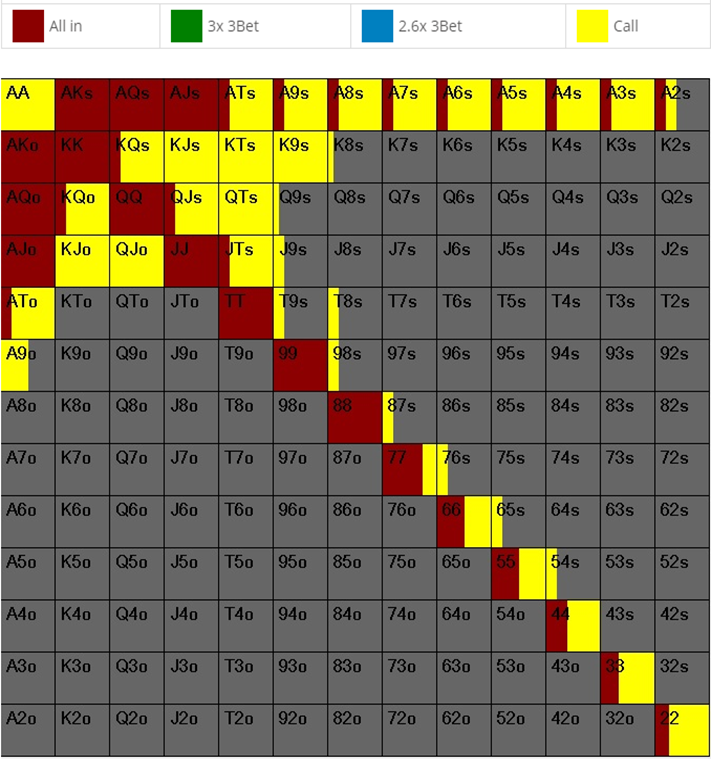 All in 3x 3Bet 2.6x 3Bet Call
AA AKs AQs AJs ATs A9s A8s A7s A6s A5s A4s A3s A2s
AKo KK KQs KJs KTs K9s K8s K7s K6s K5s K4s K3s K2s
AQo KQo QQ QJs QTs Q9s Q8s Q7s Q6s Q5s Q4s Q3s Q2s
AJo KJo QJo JJ JTs J9s J8s J7s J6s J5s J4s J3s J2s
ATo KTo QTo JTo TT T9s T8s T7s T6s T5s T4s T3s T2s
A9o K9o Q9o J9o T9o 99 98s 97s 96s 95s 94s 93s 92s
A8o K8o Q8o J8o T8o 98o 88 87s 86s 85s 84s 83s 82s
A7o K7o Q7o J7o T7o 97o 87o 77 76s 75s 74s 73s 72s
A6o K6o Q6o J6o T6o 96o 86o 76o 66 65s 64s 63s 62s
A5o K5o Q5o J5o T5o 95o 85o 75o 65o 55 54s 53s 52s
A4o K4o Q4o J4o T4o 94o 84o 74o 64o 54o 44 43s 42s
A3o K3o Q3o J3o T3o 93o 83o 73o 63o 53o 43o 33 32s
A2o K2o Q2o J2o T2o 92o 82o 72o 62o 52o 42o 32o 22